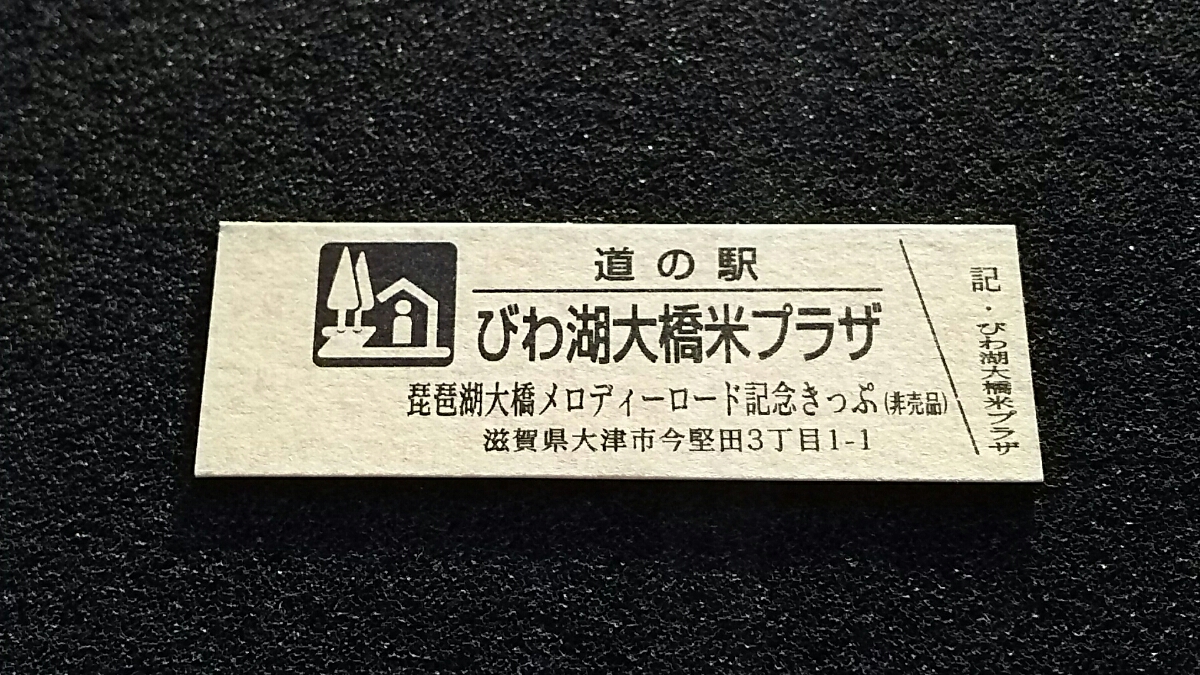 道の駅
びわ湖大橋米プラザ
琵琶湖大橋メロディーロード記念きっぷ(非売品)
滋賀県大津市今堅田3丁目1-1
記・びわ湖大橋米プラザ